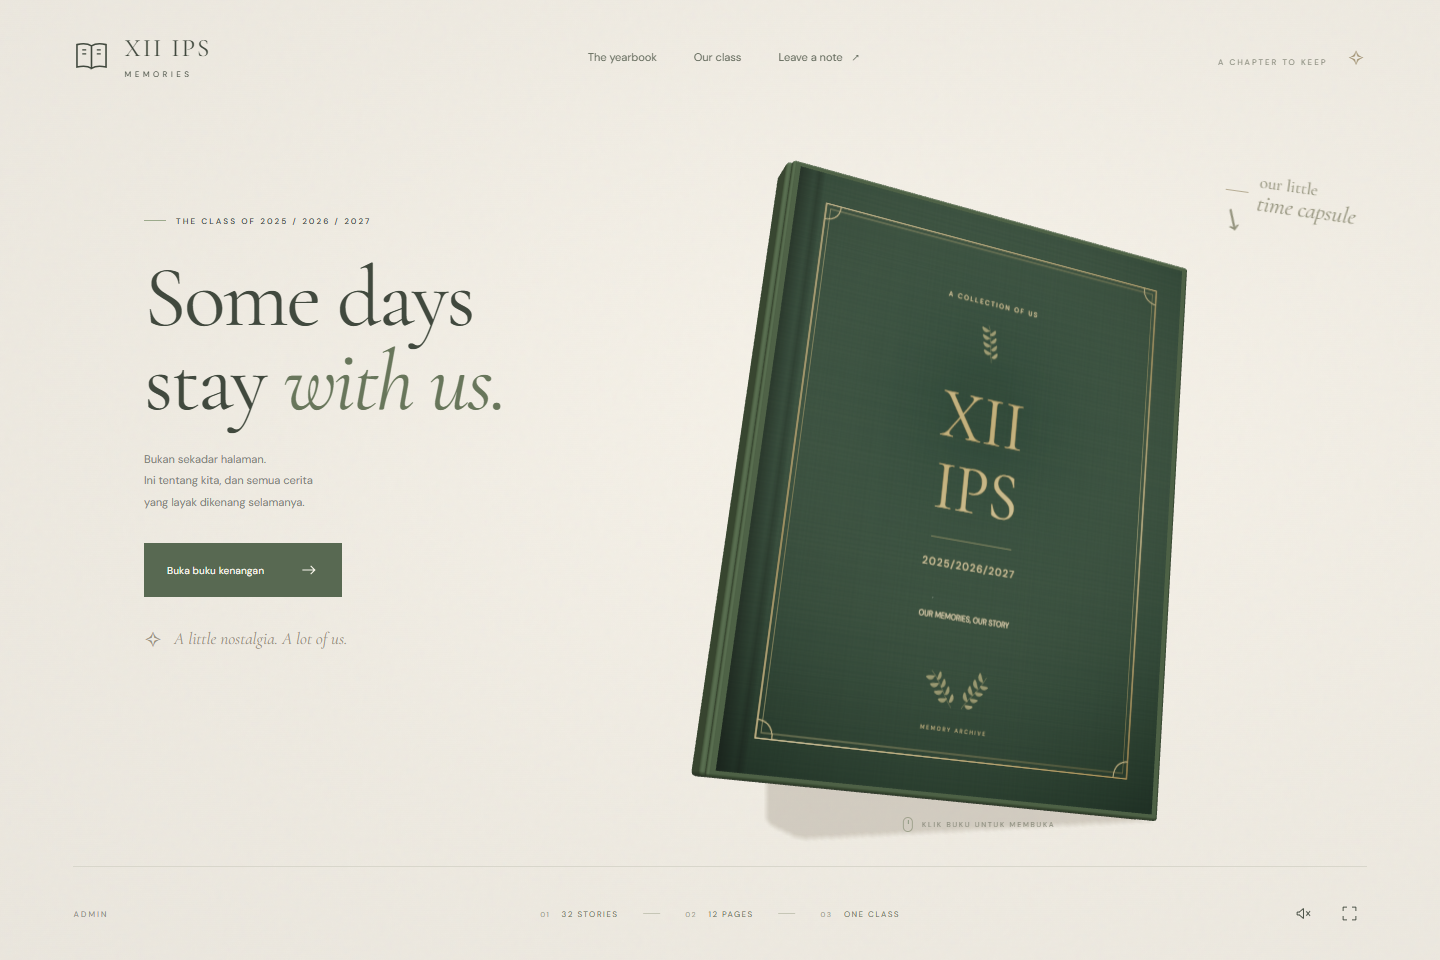 XII IPS
MEMORIES
The yearbook
Our class
Leave a note ↗
A CHAPTER TO KEEP
THE CLASS OF 2025 / 2026 / 2027
Some days
stay with us.
Bukan sekadar halaman.
Ini tentang kita, dan semua cerita
yang layak dikenang selamanya.
Buka buku kenangan →
A little nostalgia. A lot of us.
our little
time capsule
A COLLECTION OF US
XII
IPS
2025/2026/2027
OUR MEMORIES, OUR STORY
MEMORY ARCHIVE
KLIK BUKU UNTUK MEMBUKA
ADMIN
01 32 STORIES
02 12 PAGES
03 ONE CLASS